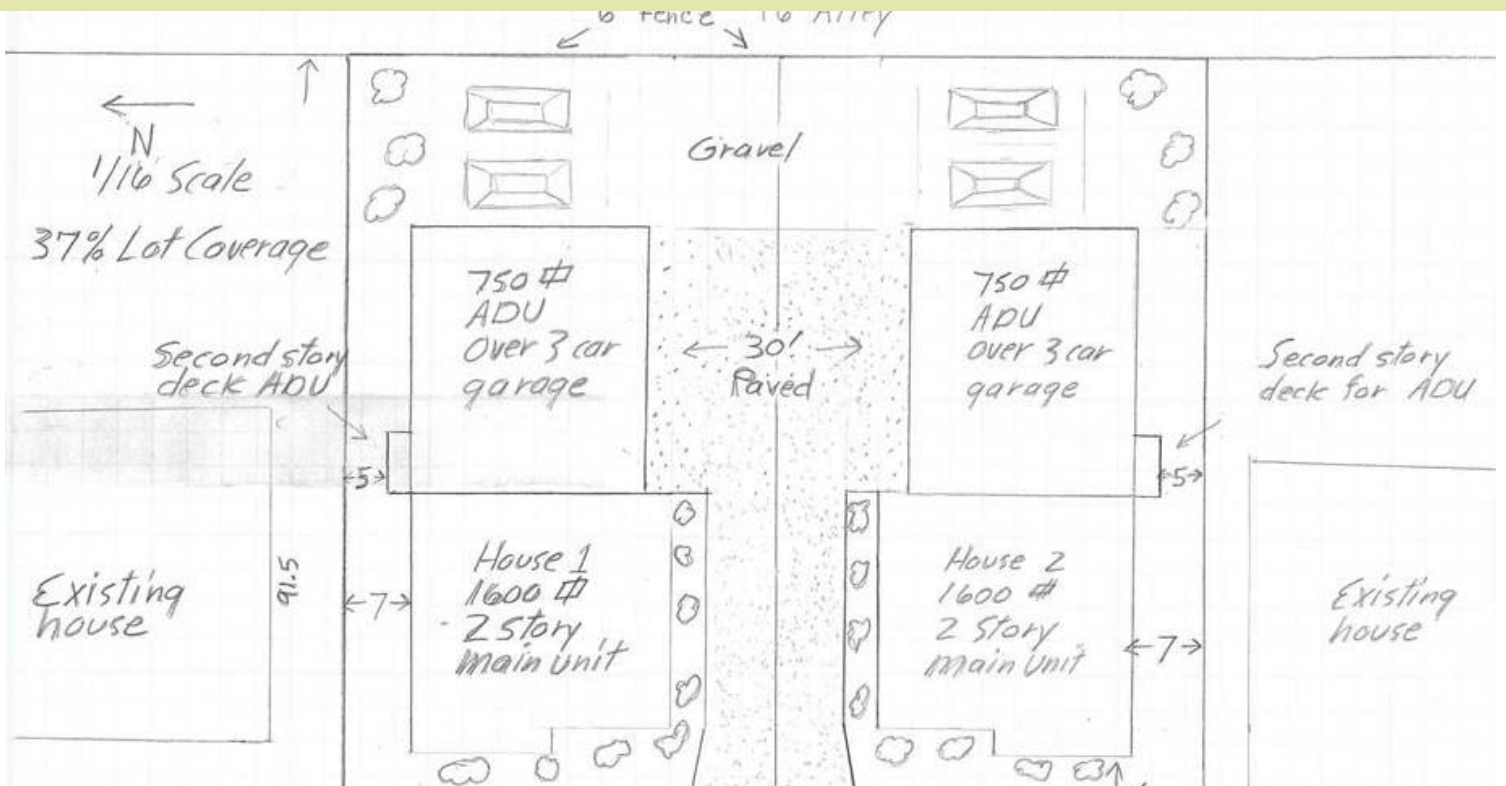 6' Fence 16' Alley
N
1/16 Scale
37% Lot Coverage
Gravel
750 ⏍
ADU
Over 3 car
garage
← 30' →
Paved
750 ⏍
ADU
over 3 car
garage
Second story
deck ADU
Second story
deck for ADU
5
5
Existing
house
91.5
7
House 1
1600 ⏍
2 Story
main unit
House 2
1600 ⏍
2 Story
main unit
7
Existing
house